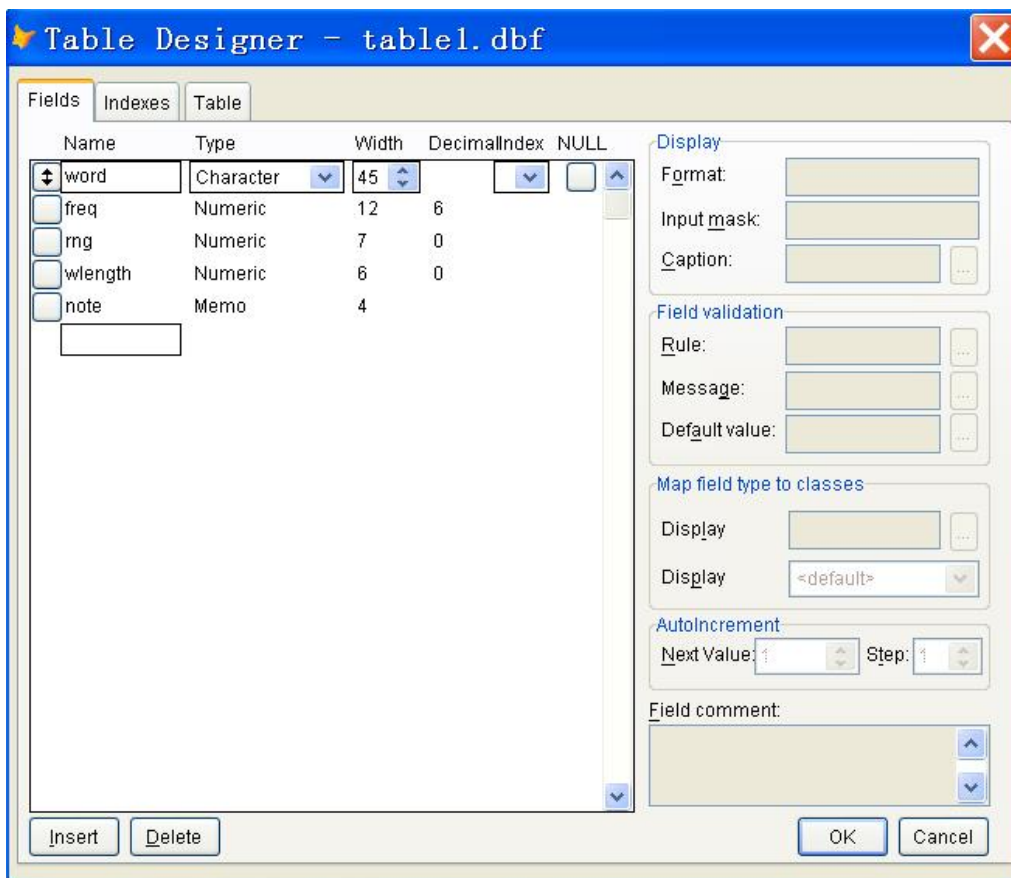 Table Designer - table1.dbf
Fields Indexes Table
Name Type Width Decimal Index NULL
word Character 45
freq Numeric 12 6
rng Numeric 7 0
wlength Numeric 6 0
note Memo 4
Display
Format:
Input mask:
Caption: ...
Field validation
Rule: ...
Message: ...
Default value: ...
Map field type to classes
Display ...
Display <default>
AutoIncrement
Next Value: 1 Step: 1
Field comment:
Insert Delete OK Cancel